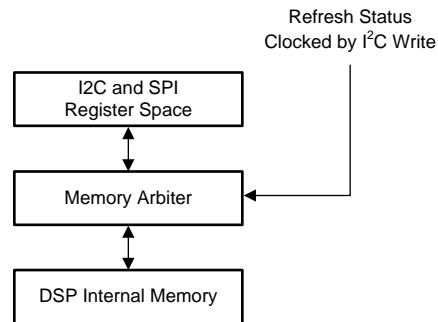 Refresh Status
Clocked by I²C Write
I2C and SPI
Register Space
Memory Arbiter
DSP Internal Memory